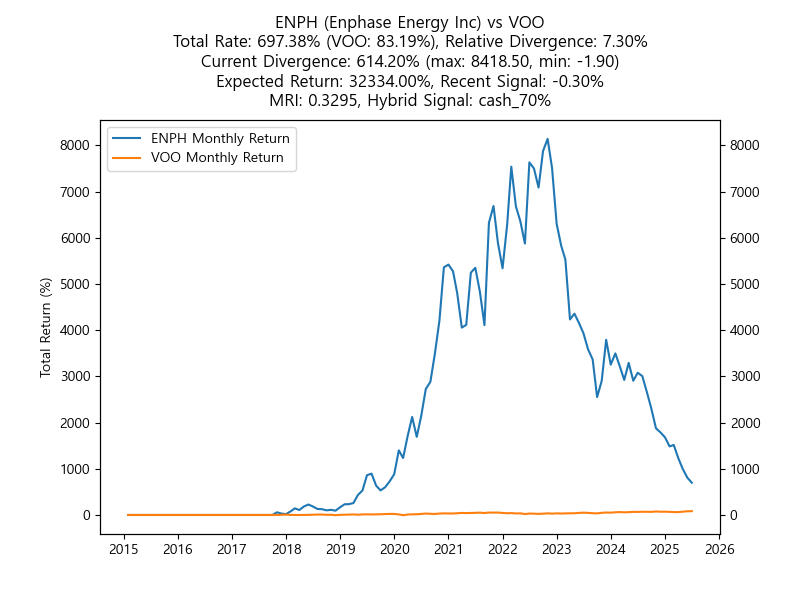 ENPH (Enphase Energy Inc) vs VOO
Total Rate: 697.38% (VOO: 83.19%), Relative Divergence: 7.30%
Current Divergence: 614.20% (max: 8418.50, min: -1.90)
Expected Return: 32334.00%, Recent Signal: -0.30%
MRI: 0.3295, Hybrid Signal: cash_70%
ENPH Monthly Return
VOO Monthly Return
Total Return (%)
8000
7000
6000
5000
4000
3000
2000
1000
0
8000
7000
6000
5000
4000
3000
2000
1000
0
2015 2016 2017 2018 2019 2020 2021 2022 2023 2024 2025 2026